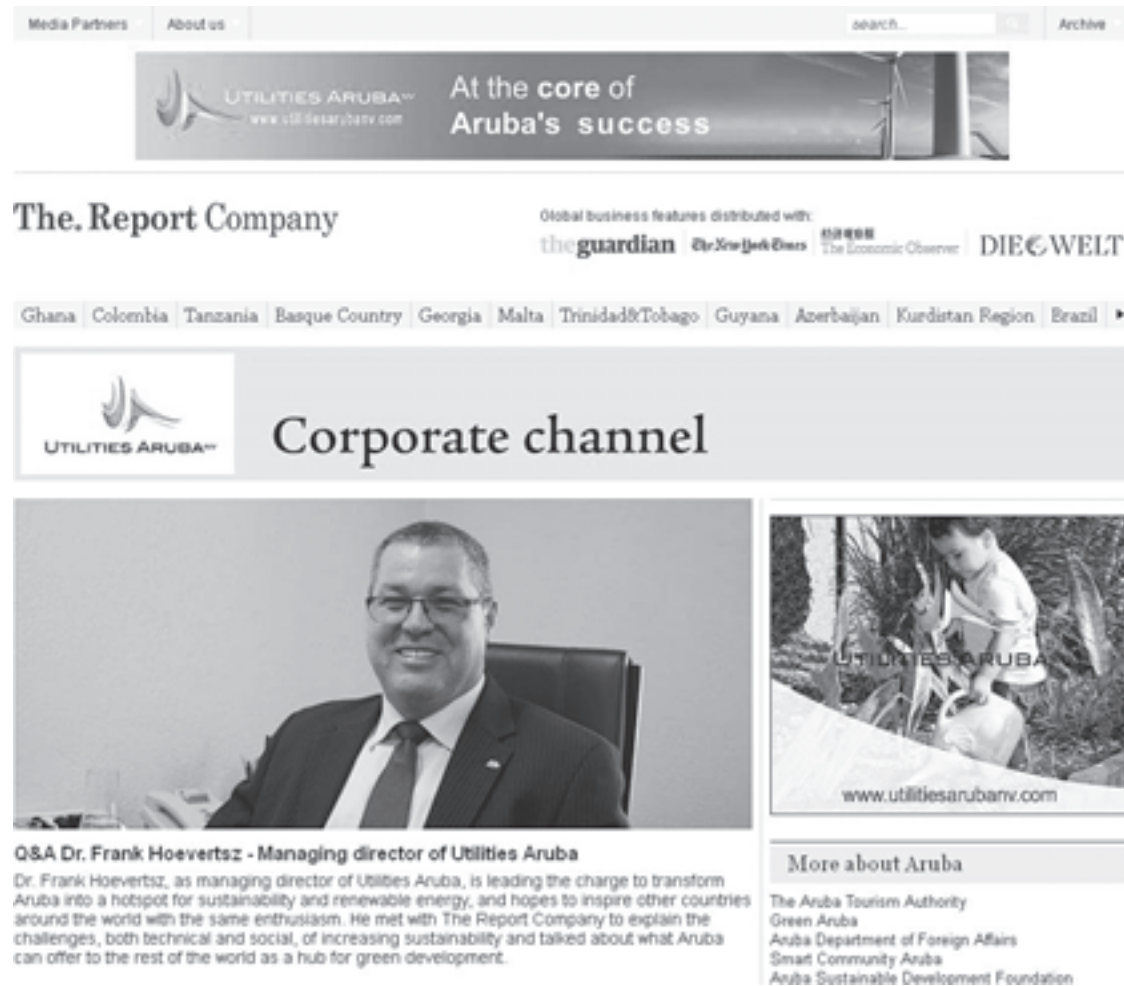 Media Partners
About us
search...
Archive
UTILITIES ARUBA NV
www.utilitiesarubanv.com
At the core of
Aruba's success
The. Report Company
Global business features distributed with:
theguardian
The New York Times
The Economic Observer
DIE WELT
Ghana Colombia Tanzania Basque Country Georgia Malta Trinidad&Tobago Guyana Azerbaijan Kurdistan Region Brazil
UTILITIES ARUBA NV
Corporate channel
UTILITIES ARUBA
www.utilitiesarubanv.com
Q&A Dr. Frank Hoevertsz - Managing director of Utilities Aruba
Dr. Frank Hoevertsz, as managing director of Utilities Aruba, is leading the charge to transform
Aruba into a hotspot for sustainability and renewable energy, and hopes to inspire other countries
around the world with the same enthusiasm. He met with The Report Company to explain the
challenges, both technical and social, of increasing sustainability and talked about what Aruba
can offer to the rest of the world as a hub for green development.
More about Aruba
The Aruba Tourism Authority
Green Aruba
Aruba Department of Foreign Affairs
Smart Community Aruba
Aruba Sustainable Development Foundation